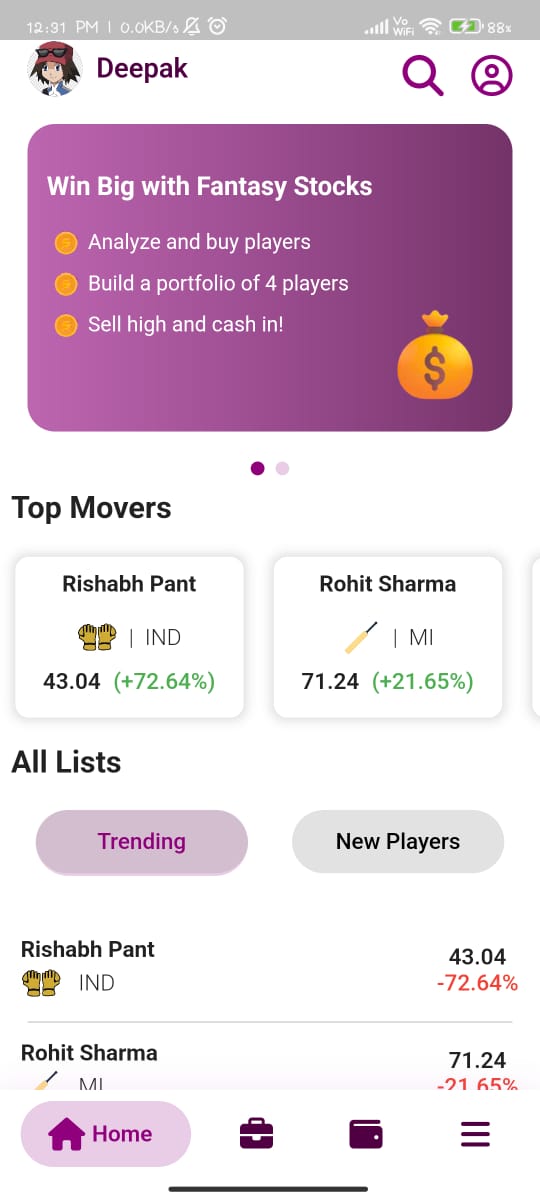 12:31 PM | 0.0KB/s
Vo
WiFi
88%
Deepak
Win Big with Fantasy Stocks
Analyze and buy players
Build a portfolio of 4 players
Sell high and cash in!
$
Top Movers
Rishabh Pant
| IND
43.04 (+72.64%)
Rohit Sharma
| MI
71.24 (+21.65%)
All Lists
Trending
New Players
Rishabh Pant
43.04
IND
-72.64%
Rohit Sharma
71.24
MI
-21.65%
Home